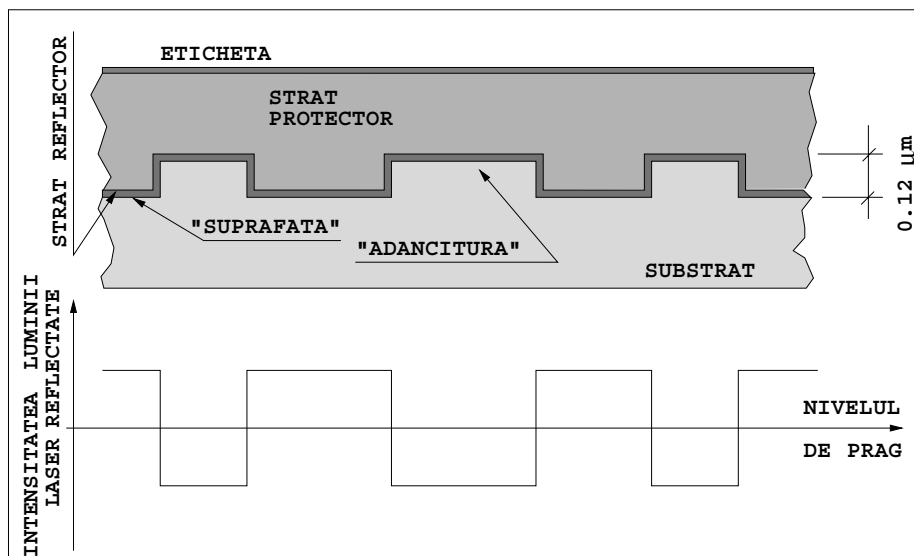 ETICHETA
STRAT
PROTECTOR
STRAT REFLECTOR
0.12 µm
"SUPRAFATA"
"ADANCITURA"
SUBSTRAT
INTENSITATEA LUMINII
LASER REFLECTATE
NIVELUL
DE PRAG